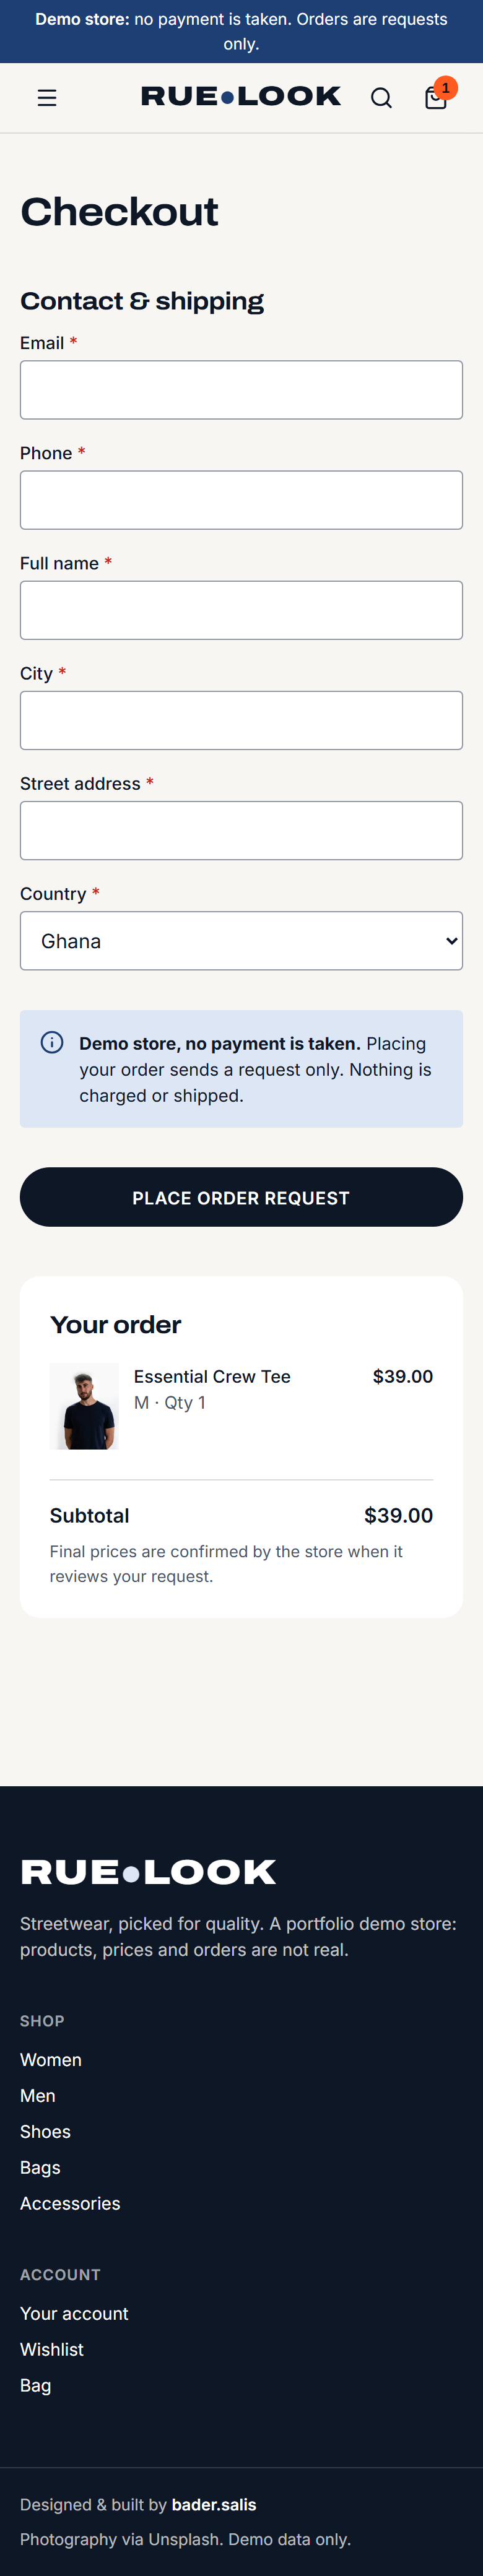 Demo store: no payment is taken. Orders are requests
only.
RUE•LOOK
1
Checkout
Contact & shipping
Email *
Phone *
Full name *
City *
Street address *
Country *
Ghana
Demo store, no payment is taken. Placing
your order sends a request only. Nothing is
charged or shipped.
PLACE ORDER REQUEST
Your order
Essential Crew Tee $39.00
M · Qty 1
Subtotal $39.00
Final prices are confirmed by the store when it
reviews your request.
RUE•LOOK
Streetwear, picked for quality. A portfolio demo store:
products, prices and orders are not real.
SHOP
Women
Men
Shoes
Bags
Accessories
ACCOUNT
Your account
Wishlist
Bag
Designed & built by bader.salis
Photography via Unsplash. Demo data only.